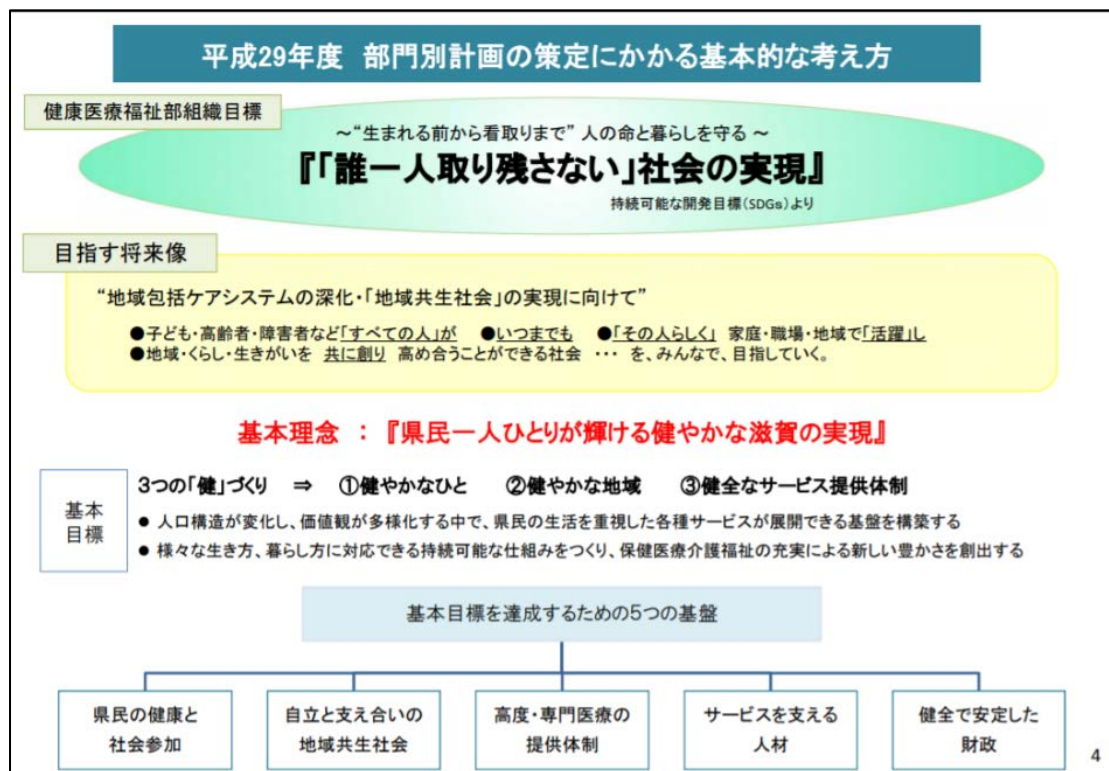 平成29年度 部門別計画の策定にかかる基本的な考え方
健康医療福祉部組織目標
～“生まれる前から看取りまで” 人の命と暮らしを守る ～
『「誰一人取り残さない」社会の実現』
持続可能な開発目標(SDGs)より
目指す将来像
“地域包括ケアシステムの深化・「地域共生社会」の実現に向けて”
●子ども・高齢者・障害者など「すべての人」が ●いつまでも ●「その人らしく」 家庭・職場・地域で「活躍」し
●地域・くらし・生きがいを 共に創り 高め合うことができる社会 ・・・ を、みんなで、目指していく。
基本理念 : 『県民一人ひとりが輝ける健やかな滋賀の実現』
基本
目標
3つの「健」づくり ⇒ ①健やかなひと ②健やかな地域 ③健全なサービス提供体制
● 人口構造が変化し、価値観が多様化する中で、県民の生活を重視した各種サービスが展開できる基盤を構築する
● 様々な生き方、暮らし方に対応できる持続可能な仕組みをつくり、保健医療介護福祉の充実による新しい豊かさを創出する
基本目標を達成するための5つの基盤
県民の健康と
社会参加
自立と支え合いの
地域共生社会
高度・専門医療の
提供体制
サービスを支える
人材
健全で安定した
財政
4